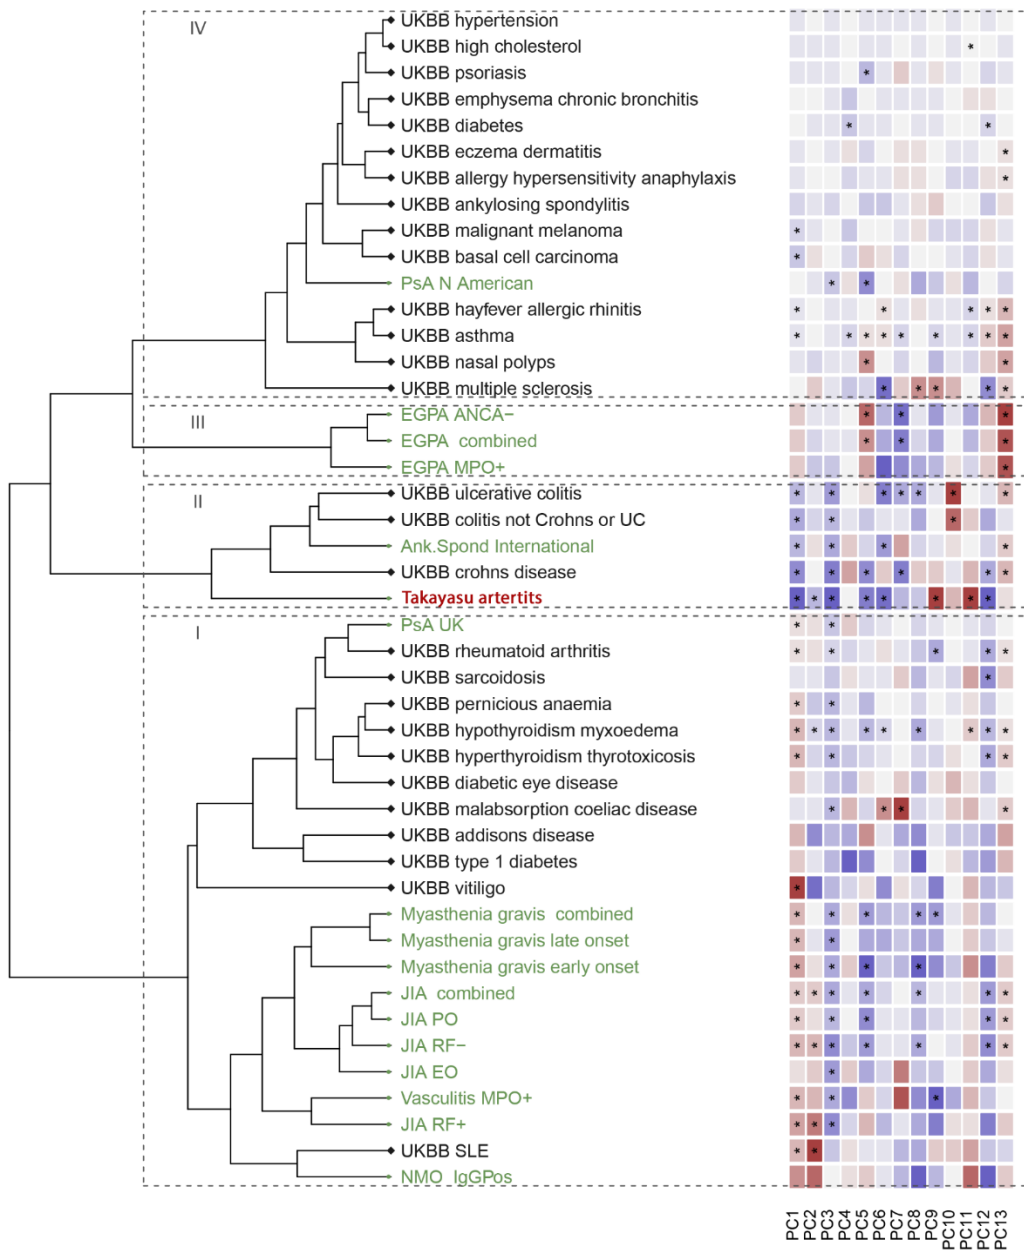 IV
UKBB hypertension
UKBB high cholesterol
UKBB psoriasis
UKBB emphysema chronic bronchitis
UKBB diabetes
UKBB eczema dermatitis
UKBB allergy hypersensitivity anaphylaxis
UKBB ankylosing spondylitis
UKBB malignant melanoma
UKBB basal cell carcinoma
PsA N American
UKBB hayfever allergic rhinitis
UKBB asthma
UKBB nasal polyps
UKBB multiple sclerosis
III
EGPA ANCA−
EGPA combined
EGPA MPO+
II
UKBB ulcerative colitis
UKBB colitis not Crohns or UC
Ank.Spond International
UKBB crohns disease
Takayasu artertits
I
PsA UK
UKBB rheumatoid arthritis
UKBB sarcoidosis
UKBB pernicious anaemia
UKBB hypothyroidism myxoedema
UKBB hyperthyroidism thyrotoxicosis
UKBB diabetic eye disease
UKBB malabsorption coeliac disease
UKBB addisons disease
UKBB type 1 diabetes
UKBB vitiligo
Myasthenia gravis combined
Myasthenia gravis late onset
Myasthenia gravis early onset
JIA combined
JIA PO
JIA RF−
JIA EO
Vasculitis MPO+
JIA RF+
UKBB SLE
NMO IgGPos
PC1
PC2
PC3
PC4
PC5
PC6
PC7
PC8
PC9
PC10
PC11
PC12
PC13